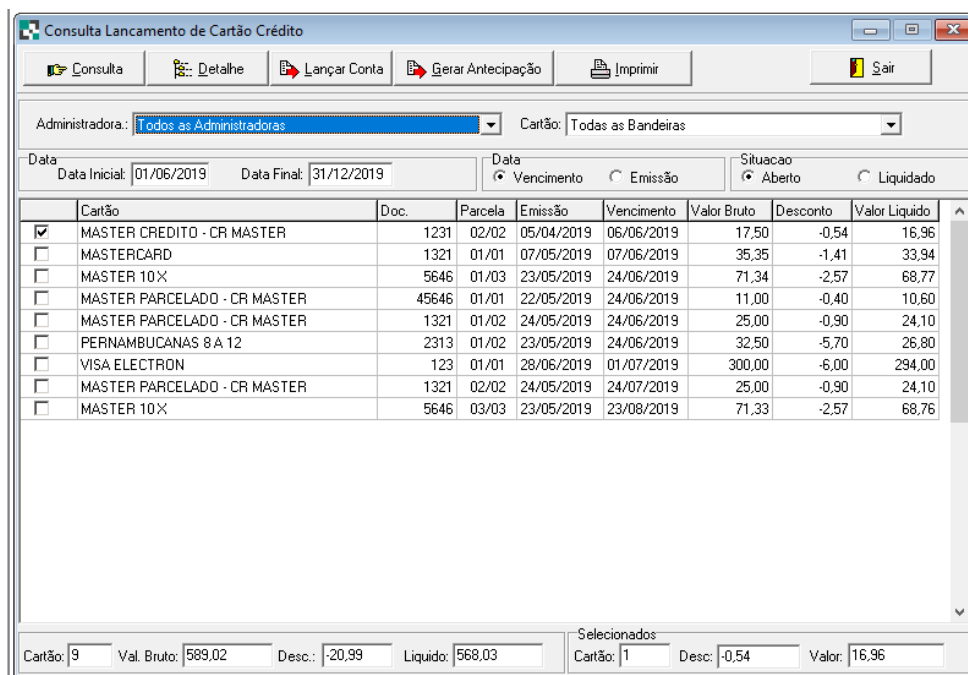 Consulta Lancamento de Cartão Crédito
Consulta Detalhe Lançar Conta Gerar Antecipação Imprimir Sair
Administradora.: Todos as Administradoras Cartão: Todas as Bandeiras
Data Data Situacao
Data Inicial: 01/06/2019 Data Final: 31/12/2019 Vencimento Emissão Aberto Liquidado
Cartão Doc. Parcela Emissão Vencimento Valor Bruto Desconto Valor Liquido
MASTER CREDITO - CR MASTER 1231 02/02 05/04/2019 06/06/2019 17,50 -0,54 16,96
MASTERCARD 1321 01/01 07/05/2019 07/06/2019 35,35 -1,41 33,94
MASTER 10X 5646 01/03 23/05/2019 24/06/2019 71,34 -2,57 68,77
MASTER PARCELADO - CR MASTER 45646 01/01 22/05/2019 24/06/2019 11,00 -0,40 10,60
MASTER PARCELADO - CR MASTER 1321 01/02 24/05/2019 24/06/2019 25,00 -0,90 24,10
PERNAMBUCANAS 8 A 12 2313 01/02 23/05/2019 24/06/2019 32,50 -5,70 26,80
VISA ELECTRON 123 01/01 28/06/2019 01/07/2019 300,00 -6,00 294,00
MASTER PARCELADO - CR MASTER 1321 02/02 24/05/2019 24/07/2019 25,00 -0,90 24,10
MASTER 10X 5646 03/03 23/05/2019 23/08/2019 71,33 -2,57 68,76
Selecionados
Cartão: 9 Val. Bruto: 589,02 Desc.: -20,99 Liquido: 568,03 Cartão: 1 Desc: -0,54 Valor: 16,96